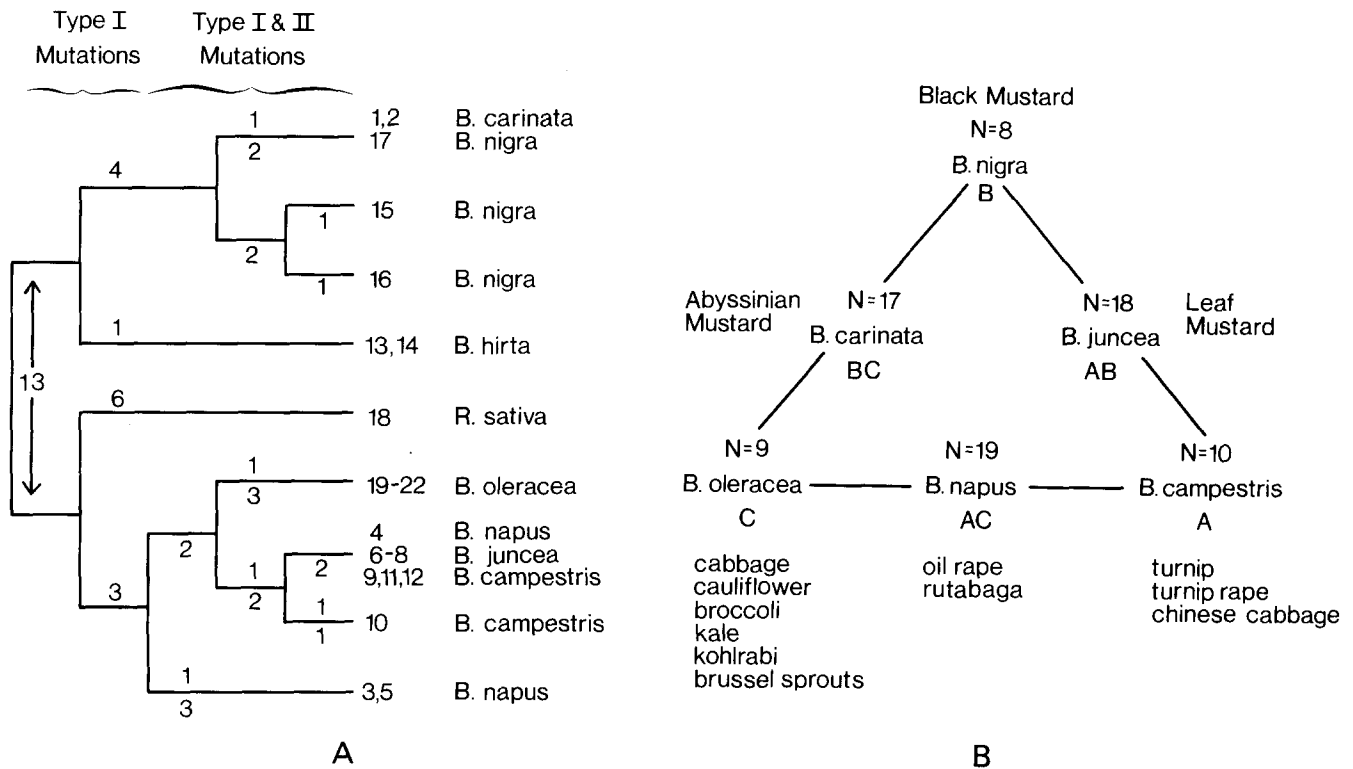 Type I
Mutations
Type I & II
Mutations
1
2
1,2 B. carinata
17 B. nigra
4
1
15 B. nigra
2
1
16 B. nigra
1
13,14 B. hirta
13
6
18 R. sativa
1
3
19-22 B. oleracea
2
4 B. napus
6-8 B. juncea
9,11,12 B. campestris
1
2
2
3
1
1
10 B. campestris
1
3
3,5 B. napus
A
Black Mustard
N=8
B. nigra
B
Abyssinian
Mustard
N=17
B. carinata
BC
N=18
B. juncea
AB
Leaf
Mustard
N=9
B. oleracea
C
N=19
B. napus
AC
N=10
B. campestris
A
cabbage
cauliflower
broccoli
kale
kohlrabi
brussel sprouts
oil rape
rutabaga
turnip
turnip rape
chinese cabbage
B